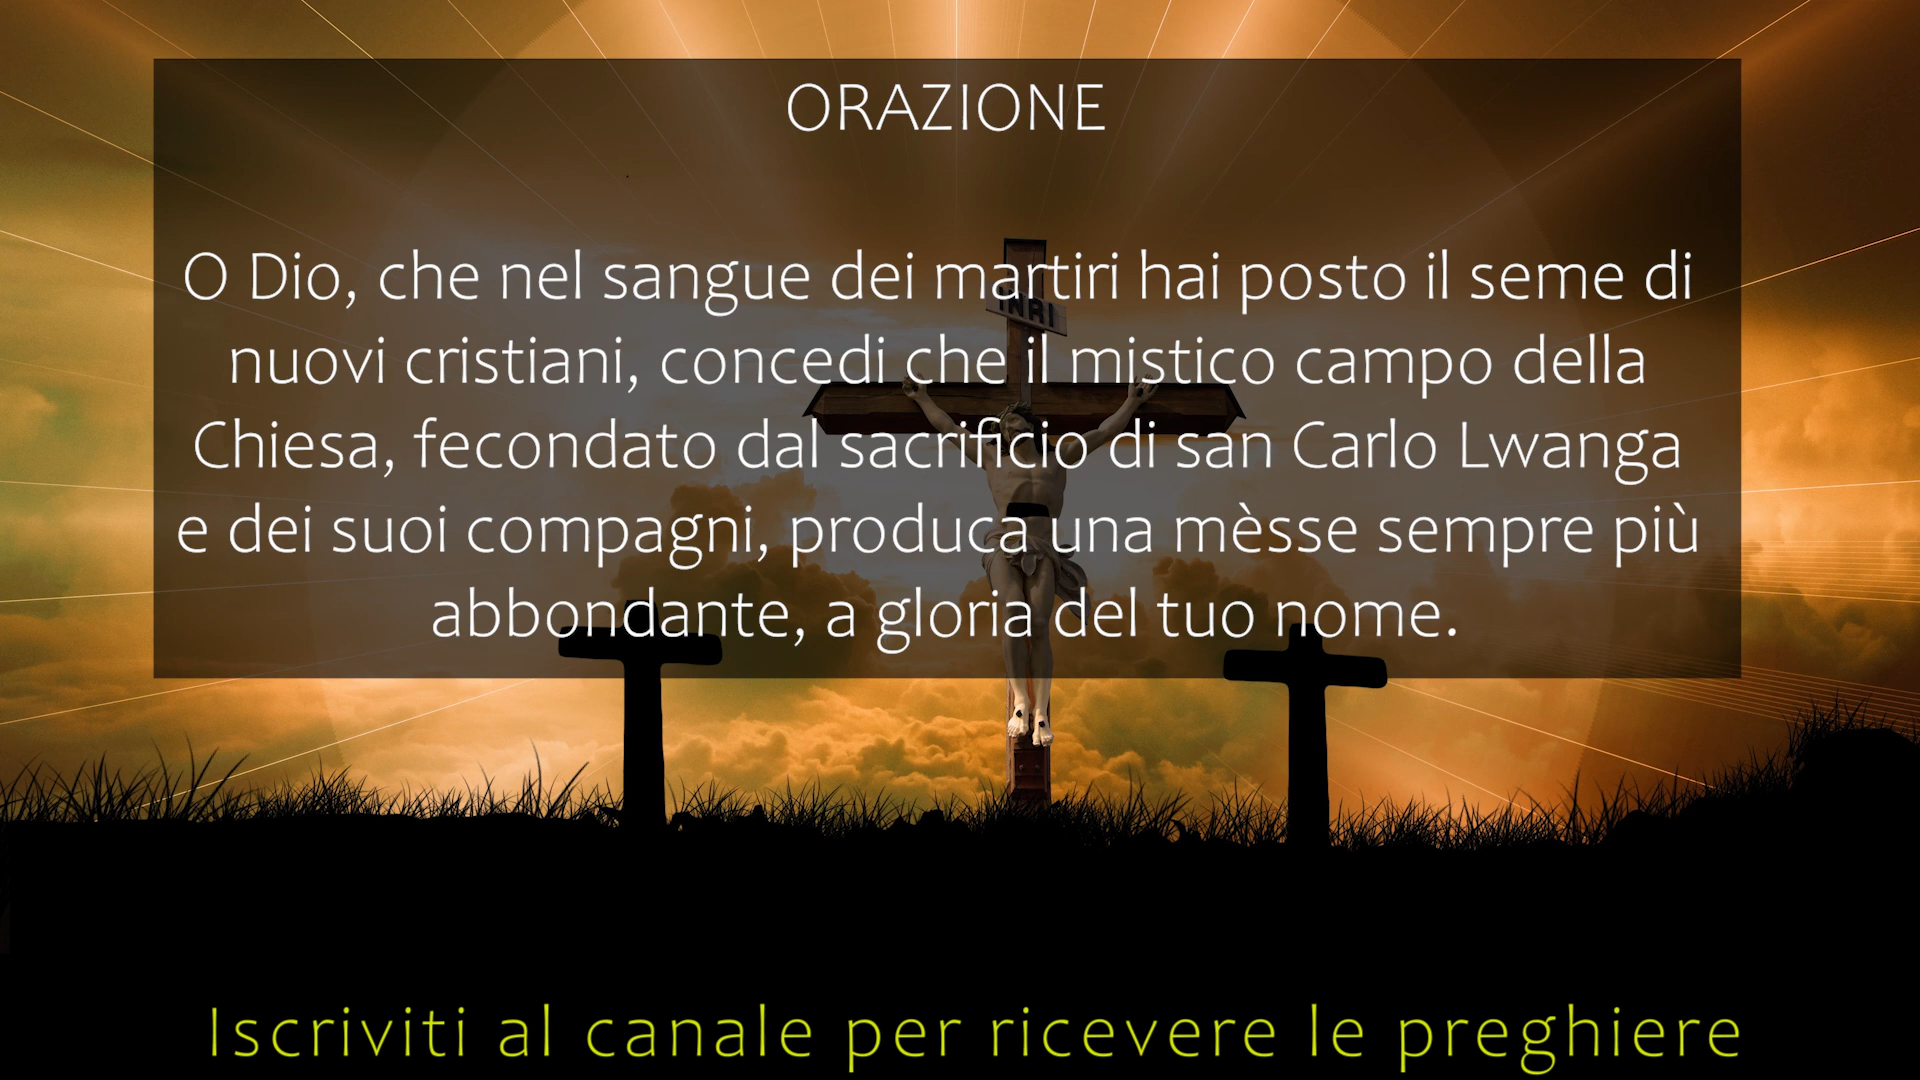 ORAZIONE
O Dio, che nel sangue dei martiri hai posto il seme di
INRI
nuovi cristiani, concedi che il mistico campo della
Chiesa, fecondato dal sacrificio di san Carlo Lwanga
e dei suoi compagni, produca una mèsse sempre più
abbondante, a gloria del tuo nome.
Iscriviti al canale per ricevere le preghiere